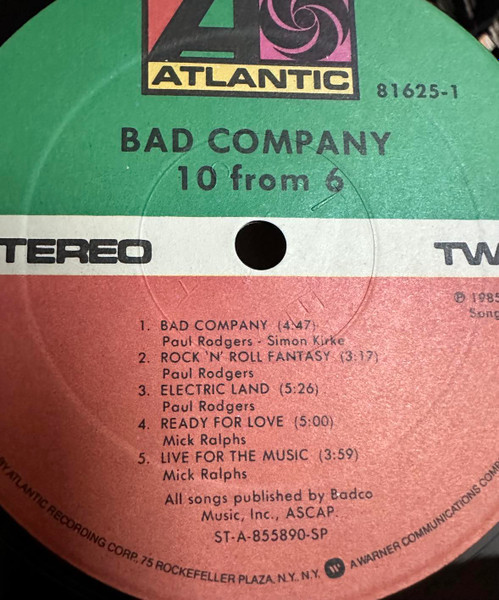 ATLANTIC
81625-1
BAD COMPANY
10 from 6
TEREO
TW
℗ 1985
Song
1. BAD COMPANY (4:47)
Paul Rodgers - Simon Kirke
2. ROCK 'N' ROLL FANTASY (3:17)
Paul Rodgers
3. ELECTRIC LAND (5:26)
Paul Rodgers
4. READY FOR LOVE (5:00)
Mick Ralphs
5. LIVE FOR THE MUSIC (3:59)
Mick Ralphs
All songs published by Badco
Music, Inc., ASCAP.
ST-A-855890-SP
BY ATLANTIC RECORDING CORP., 75 ROCKEFELLER PLAZA, N.Y., N.Y. A WARNER COMMUNICATIONS COMP